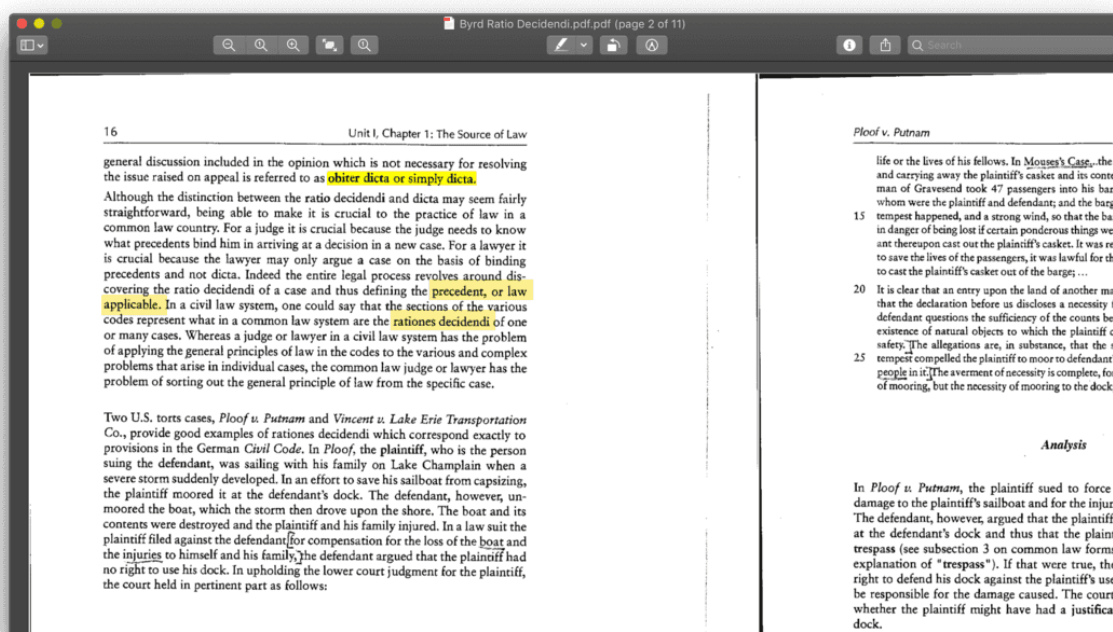 Byrd Ratio Decidendi.pdf.pdf (page 2 of 11)
Search
16
Unit I, Chapter 1: The Source of Law
general discussion included in the opinion which is not necessary for resolving
the issue raised on appeal is referred to as obiter dicta or simply dicta.
Although the distinction between the ratio decidendi and dicta may seem fairly
straightforward, being able to make it is crucial to the practice of law in a
common law country. For a judge it is crucial because the judge needs to know
what precedents bind him in arriving at a decision in a new case. For a lawyer it
is crucial because the lawyer may only argue a case on the basis of binding
precedents and not dicta. Indeed the entire legal process revolves around dis-
covering the ratio decidendi of a case and thus defining the precedent, or law
applicable. In a civil law system, one could say that the sections of the various
codes represent what in a common law system are the rationes decidendi of one
or many cases. Whereas a judge or lawyer in a civil law system has the problem
of applying the general principles of law in the codes to the various and complex
problems that arise in individual cases, the common law judge or lawyer has the
problem of sorting out the general principle of law from the specific case.
Two U.S. torts cases, Ploof v. Putnam and Vincent v. Lake Erie Transportation
Co., provide good examples of rationes decidendi which correspond exactly to
provisions in the German Civil Code. In Ploof, the plaintiff, who is the person
suing the defendant, was sailing with his family on Lake Champlain when a
severe storm suddenly developed. In an effort to save his sailboat from capsizing,
the plaintiff moored it at the defendant's dock. The defendant, however, un-
moored the boat, which the storm then drove upon the shore. The boat and its
contents were destroyed and the plaintiff and his family injured. In a law suit the
plaintiff filed against the defendant for compensation for the loss of the boat and
the injuries to himself and his family, the defendant argued that the plaintiff had
no right to use his dock. In upholding the lower court judgment for the plaintiff,
the court held in pertinent part as follows:
Ploof v. Putnam
life or the lives of his fellows. In Mouses's Case, ...the
and carrying away the plaintiff's casket and its conte
man of Gravesend took 47 passengers into his bar
whom were the plaintiff and defendant; and the barg
15 tempest happened, and a strong wind, so that the ba
in danger of being lost if certain ponderous things we
ant thereupon cast out the plaintiff's casket. It was re
to save the lives of the passengers, it was lawful for th
to cast the plaintiff's casket out of the barge; ...
20 It is clear that an entry upon the land of another ma
that the declaration before us discloses a necessity
defendant questions the sufficiency of the counts be
existence of natural objects to which the plaintiff c
safety. The allegations are, in substance, that the s
25 tempest compelled the plaintiff to moor to defendant'
people in it. The averment of necessity is complete, fo
of mooring, but the necessity of mooring to the dock
Analysis
In Ploof v. Putnam, the plaintiff sued to force
damage to the plaintiff's sailboat and for the injur
The defendant, however, argued that the plaintiff
at the defendant's dock and thus that the plaint
trespass (see subsection 3 on common law forms
explanation of "trespass"). If that were true, the
right to defend his dock against the plaintiff's use
be responsible for the damage caused. The court
whether the plaintiff might have had a justifica
dock.